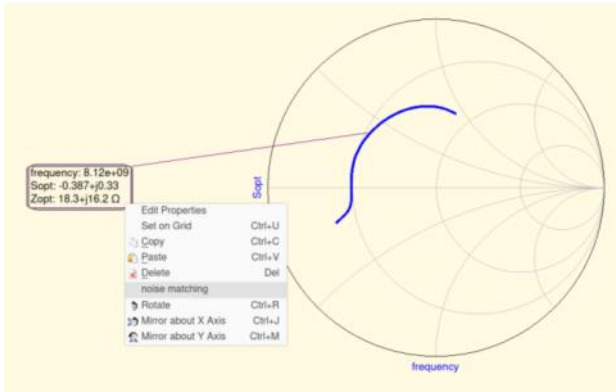 frequency: 8.12e+09
Sopt: -0.387+j0.33
Zopt: 18.3+j16.2 Ω
Sopt
Edit Properties
Set on Grid Ctrl+U
Copy Ctrl+C
Paste Ctrl+V
Delete Del
noise matching
Rotate Ctrl+R
Mirror about X Axis Ctrl+J
Mirror about Y Axis Ctrl+M
frequency